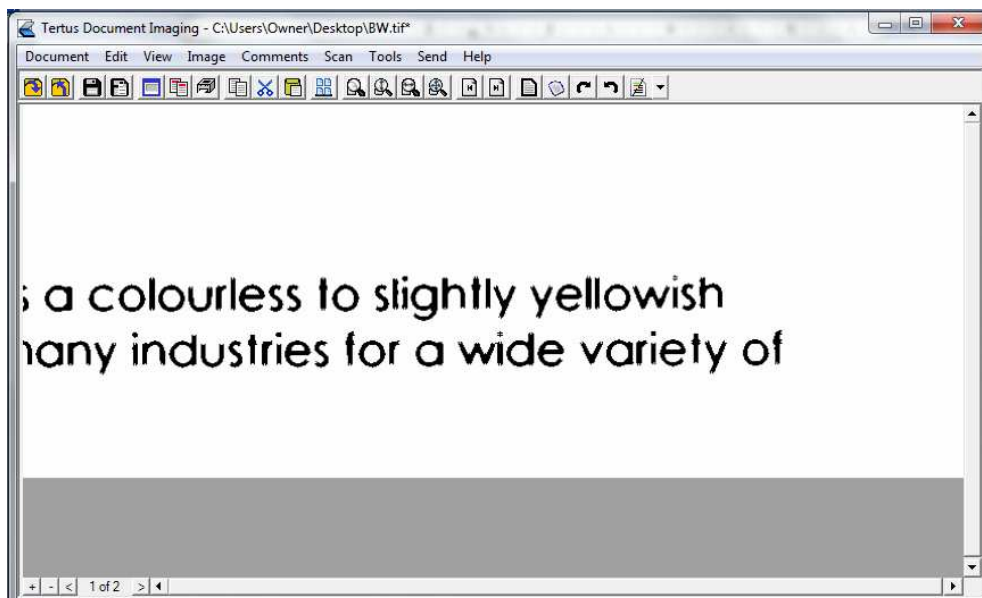 Tertus Document Imaging - C:\Users\Owner\Desktop\BW.tif*
Document Edit View Image Comments Scan Tools Send Help
s a colourless to slightly yellowish
many industries for a wide variety of
+ - < 1 of 2 >